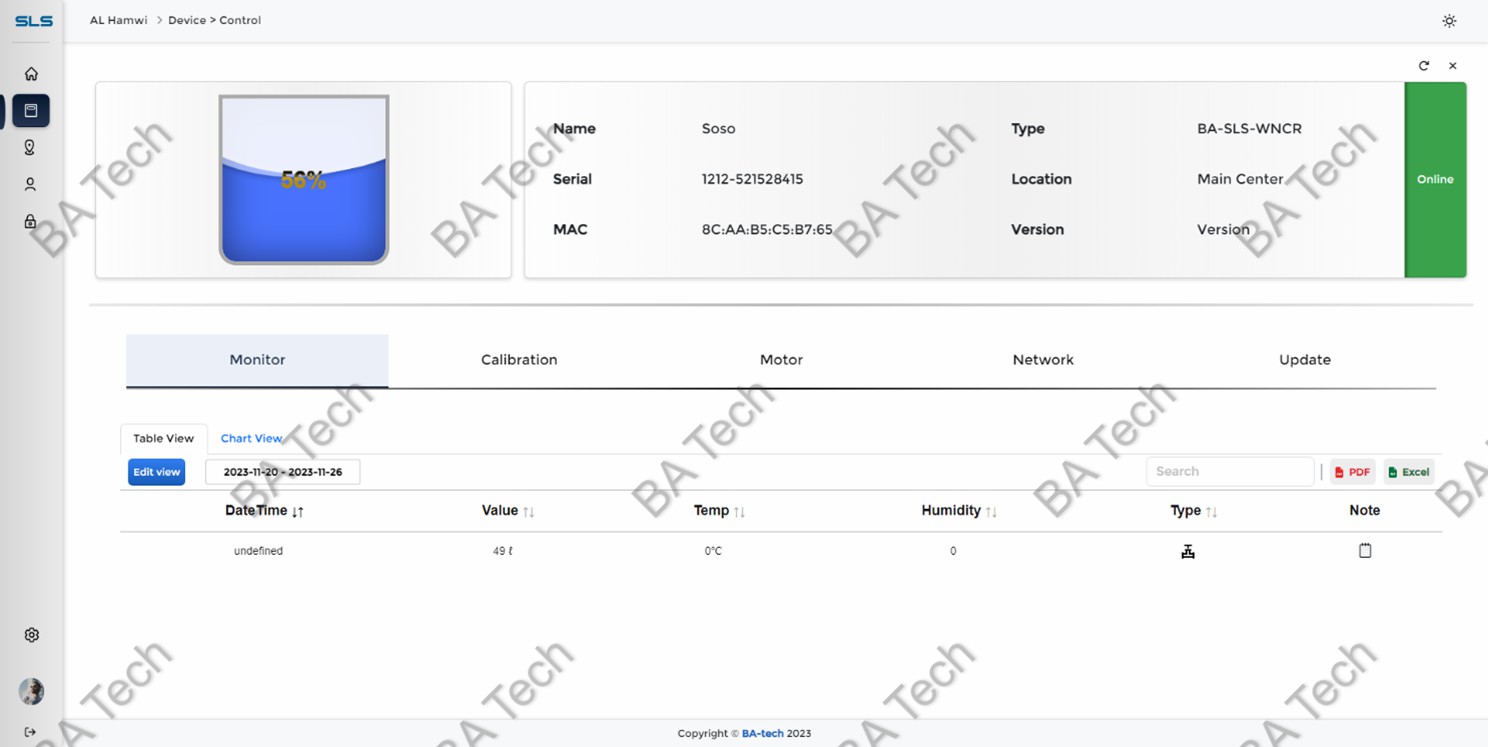 SLS
AL Hamwi > Device > Control
56%
Name Soso Type BA-SLS-WNCR
Serial 1212-521528415 Location Main Center
MAC 8C:AA:B5:C5:B7:65 Version Version
Online
Monitor Calibration Motor Network Update
Table View Chart View
Edit view 2023-11-20 - 2023-11-26 Search | PDF Excel
DateTime Value Temp Humidity Type Note
undefined 49 ℓ 0°C 0
Copyright © BA-tech 2023
BA Tech
BA Tech
BA Tech
BA Tech
BA Tech
BA Tech
BA Tech
BA Tech
BA Tech
BA Tech
BA Tech
BA Tech